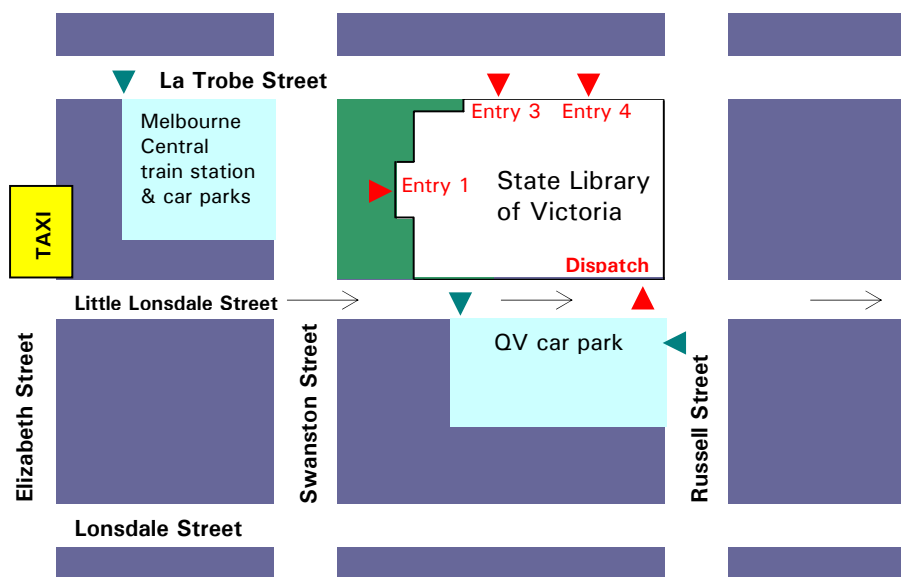 La Trobe Street
Melbourne
Central
train station
& car parks
Entry 3
Entry 4
Entry 1
State Library
of Victoria
Dispatch
TAXI
Little Lonsdale Street
QV car park
Elizabeth Street
Swanston Street
Russell Street
Lonsdale Street